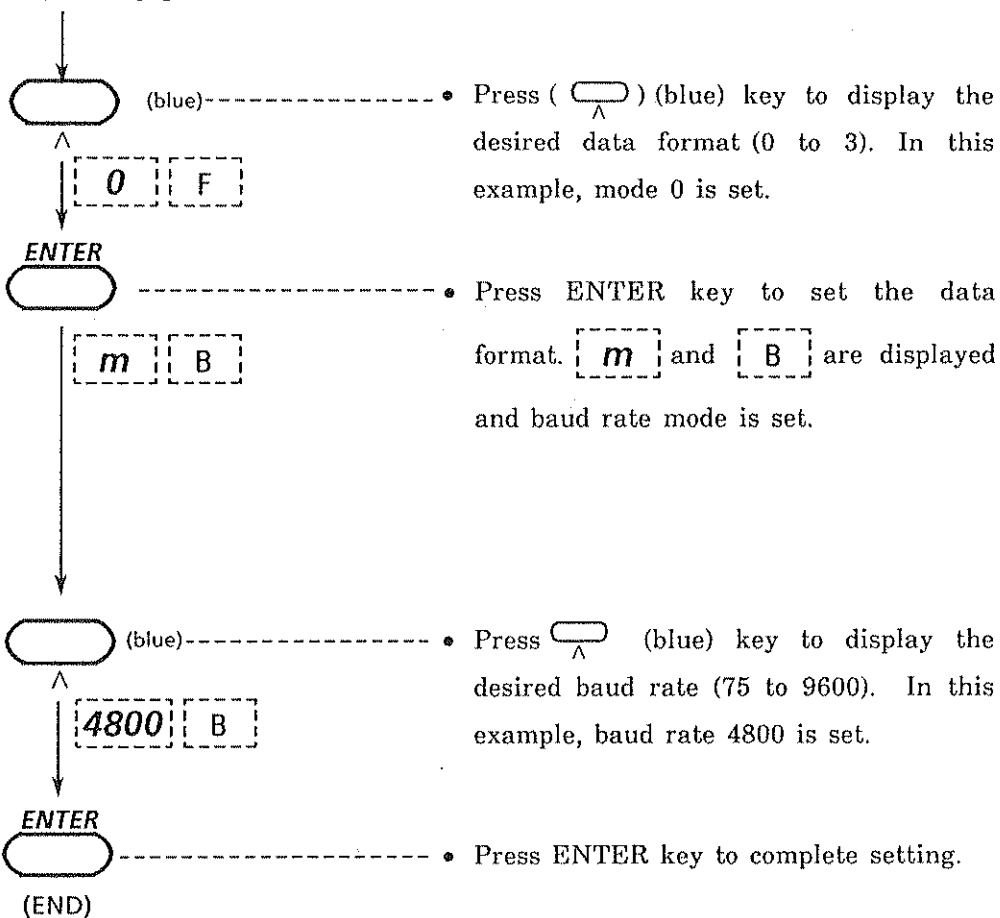 (blue) Press ( ) (blue) key to display the
∧
desired data format (0 to 3). In this
0 F
example, mode 0 is set.
ENTER
Press ENTER key to set the data
m B
format. m and B are displayed
and baud rate mode is set.
(blue) Press (blue) key to display the
∧
desired baud rate (75 to 9600). In this
4800 B
example, baud rate 4800 is set.
ENTER
Press ENTER key to complete setting.
(END)